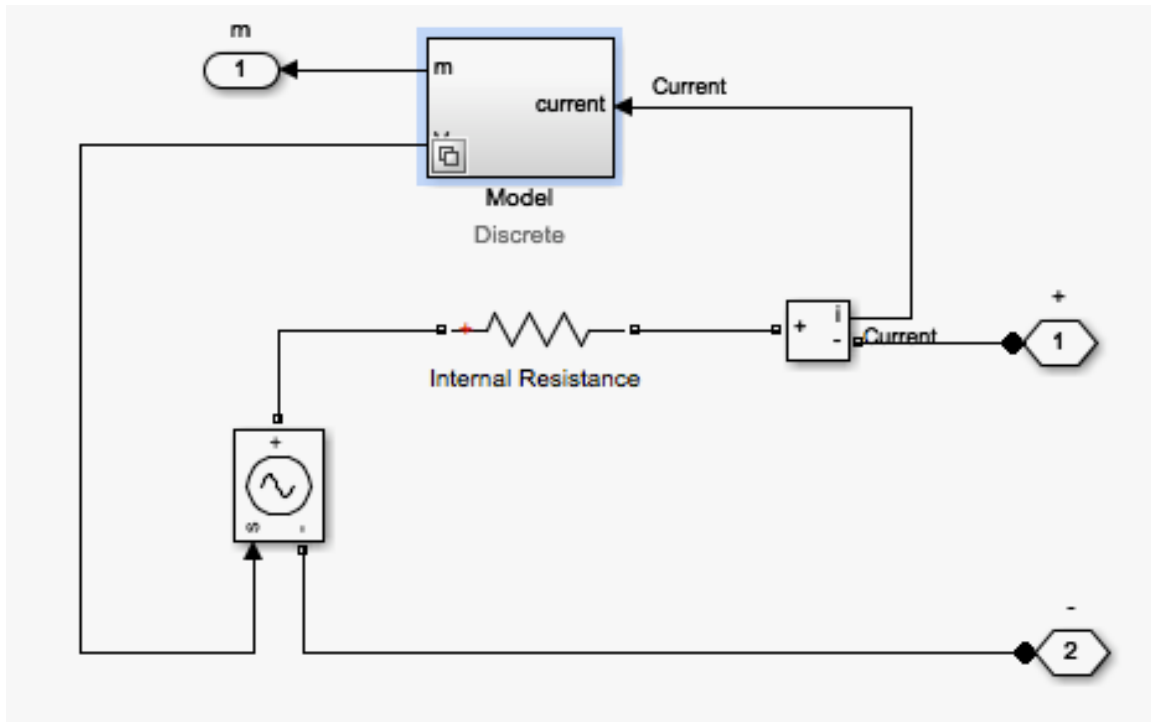 m
1
m
current
Current
Model
Discrete
+
1
+
i
-
Current
+
Internal Resistance
+
S
-
-
2